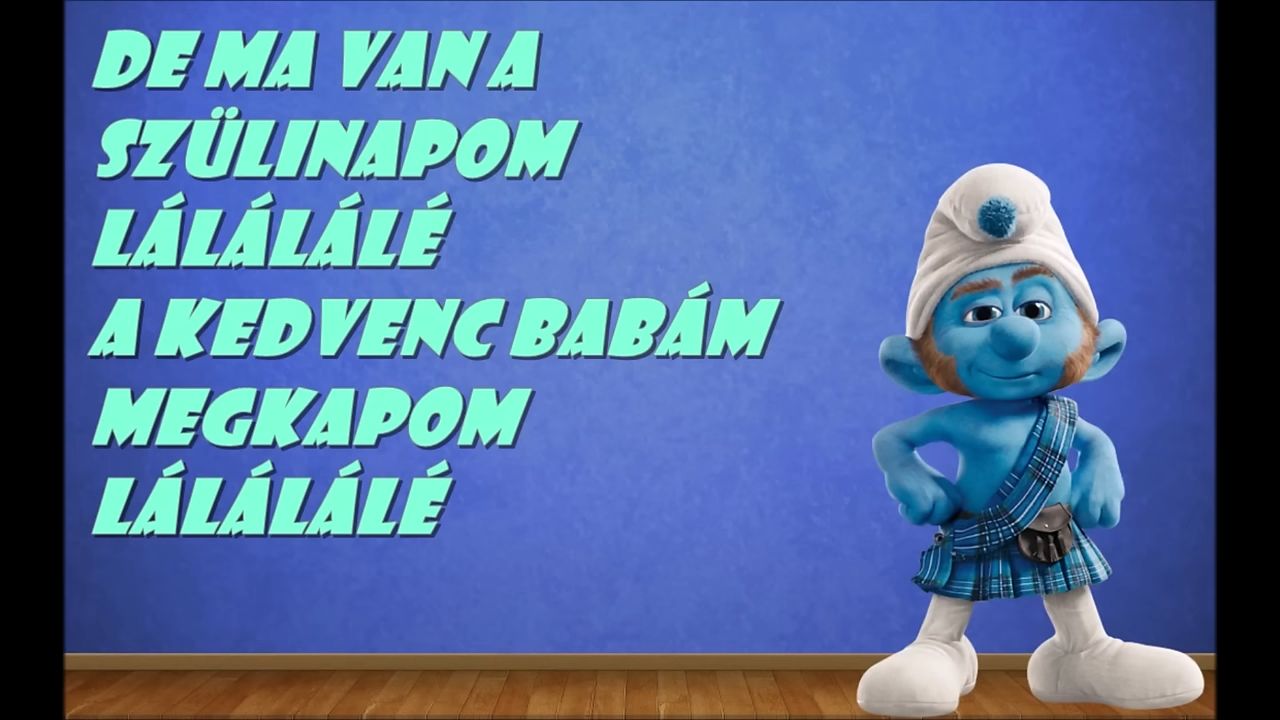 DE MA VAN A
SZÜLINAPOM
LÁLÁLÁLÉ
A KEDVENC BABÁM
MEGKAPOM
LÁLÁLÁLÉ